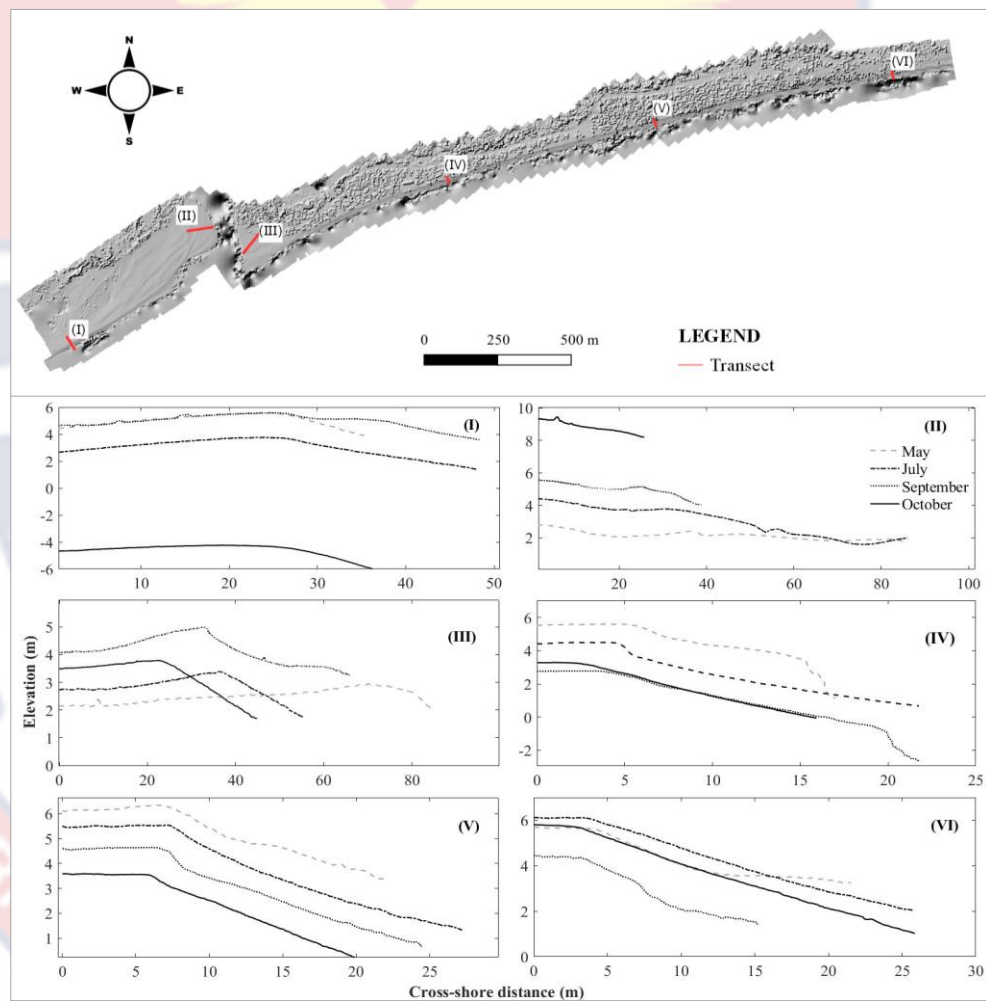 N
W E
S
(VI)
(V)
(IV)
(II)
(III)
(I)
0 250 500 m
LEGEND
Transect
Elevation (m)
(I)
6
4
2
0
-2
-4
-6
10 20 30 40 50
(II)
May
July
September
October
10
8
6
4
2
20 40 60 80 100
(III)
5
4
3
2
1
0
0 20 40 60 80
(IV)
6
4
2
0
-2
0 5 10 15 20 25
(V)
6
5
4
3
2
1
0 5 10 15 20 25
(VI)
6
4
2
0
0 5 10 15 20 25 30
Cross-shore distance (m)